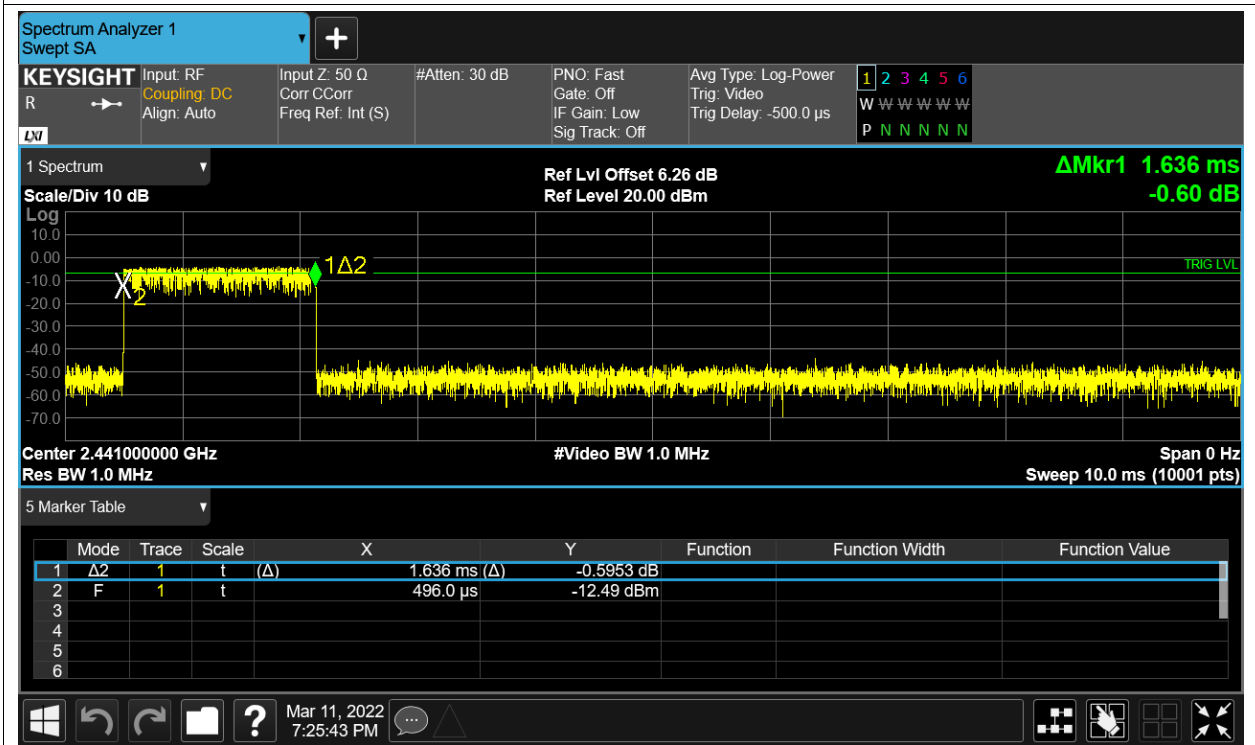 Spectrum Analyzer 1
Swept SA
KEYSIGHT Input: RF Input Z: 50 Ω #Atten: 30 dB PNO: Fast Avg Type: Log-Power 1 2 3 4 5 6
R Coupling: DC Corr CCorr Gate: Off Trig: Video W W W W W W
Align: Auto Freq Ref: Int (S) IF Gain: Low Trig Delay: -500.0 µs
LXI Sig Track: Off P N N N N N
1 Spectrum Ref Lvl Offset 6.26 dB ΔMkr1 1.636 ms
Scale/Div 10 dB Ref Level 20.00 dBm -0.60 dB
Log
10.0
0.00 1Δ2 TRIG LVL
-10.0 2
-20.0
-30.0
-40.0
-50.0
-60.0
-70.0
Center 2.441000000 GHz #Video BW 1.0 MHz Span 0 Hz
Res BW 1.0 MHz Sweep 10.0 ms (10001 pts)
5 Marker Table
Mode Trace Scale X Y Function Function Width Function Value
1 Δ2 1 t (Δ) 1.636 ms (Δ) -0.5953 dB
2 F 1 t 496.0 µs -12.49 dBm
3
4
5
6
? Mar 11, 2022
7:25:43 PM